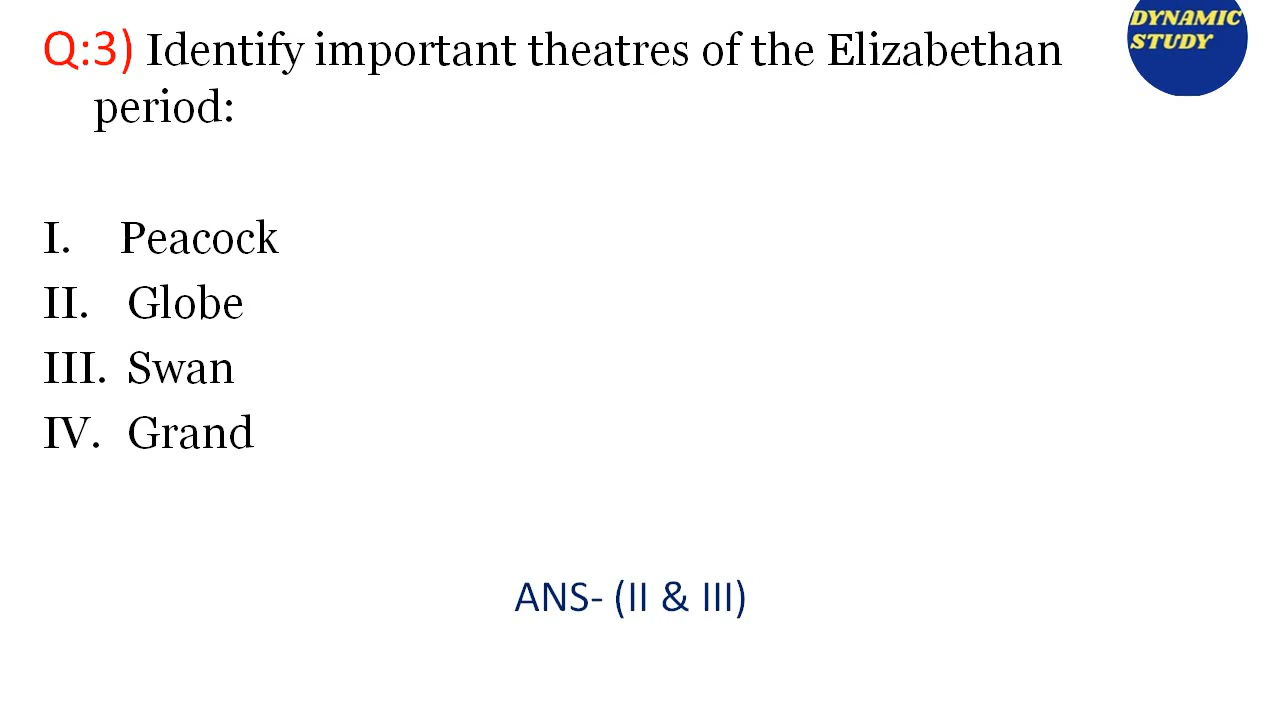 DYNAMIC
STUDY
Q:3) Identify important theatres of the Elizabethan
period:
I. Peacock
II. Globe
III. Swan
IV. Grand
ANS- (II & III)